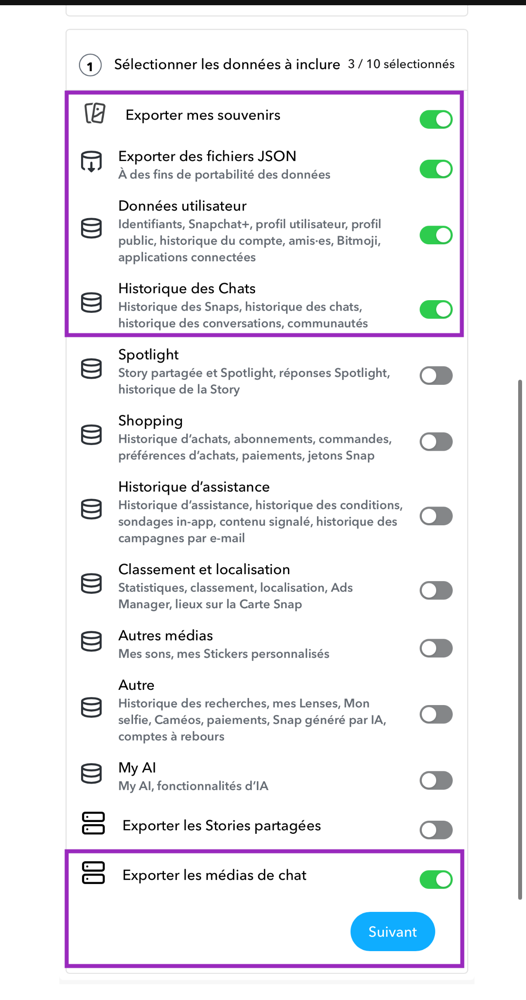 1 Sélectionner les données à inclure 3 / 10 sélectionnés
Exporter mes souvenirs
Exporter des fichiers JSON
À des fins de portabilité des données
Données utilisateur
Identifiants, Snapchat+, profil utilisateur, profil
public, historique du compte, amis·es, Bitmoji,
applications connectées
Historique des Chats
Historique des Snaps, historique des chats,
historique des conversations, communautés
Spotlight
Story partagée et Spotlight, réponses Spotlight,
historique de la Story
Shopping
Historique d’achats, abonnements, commandes,
préférences d’achats, paiements, jetons Snap
Historique d’assistance
Historique d’assistance, historique des conditions,
sondages in-app, contenu signalé, historique des
campagnes par e-mail
Classement et localisation
Statistiques, classement, localisation, Ads
Manager, lieux sur la Carte Snap
Autres médias
Mes sons, mes Stickers personnalisés
Autre
Historique des recherches, mes Lenses, Mon
selfie, Caméos, paiements, Snap généré par IA,
comptes à rebours
My AI
My AI, fonctionnalités d’IA
Exporter les Stories partagées
Exporter les médias de chat
Suivant